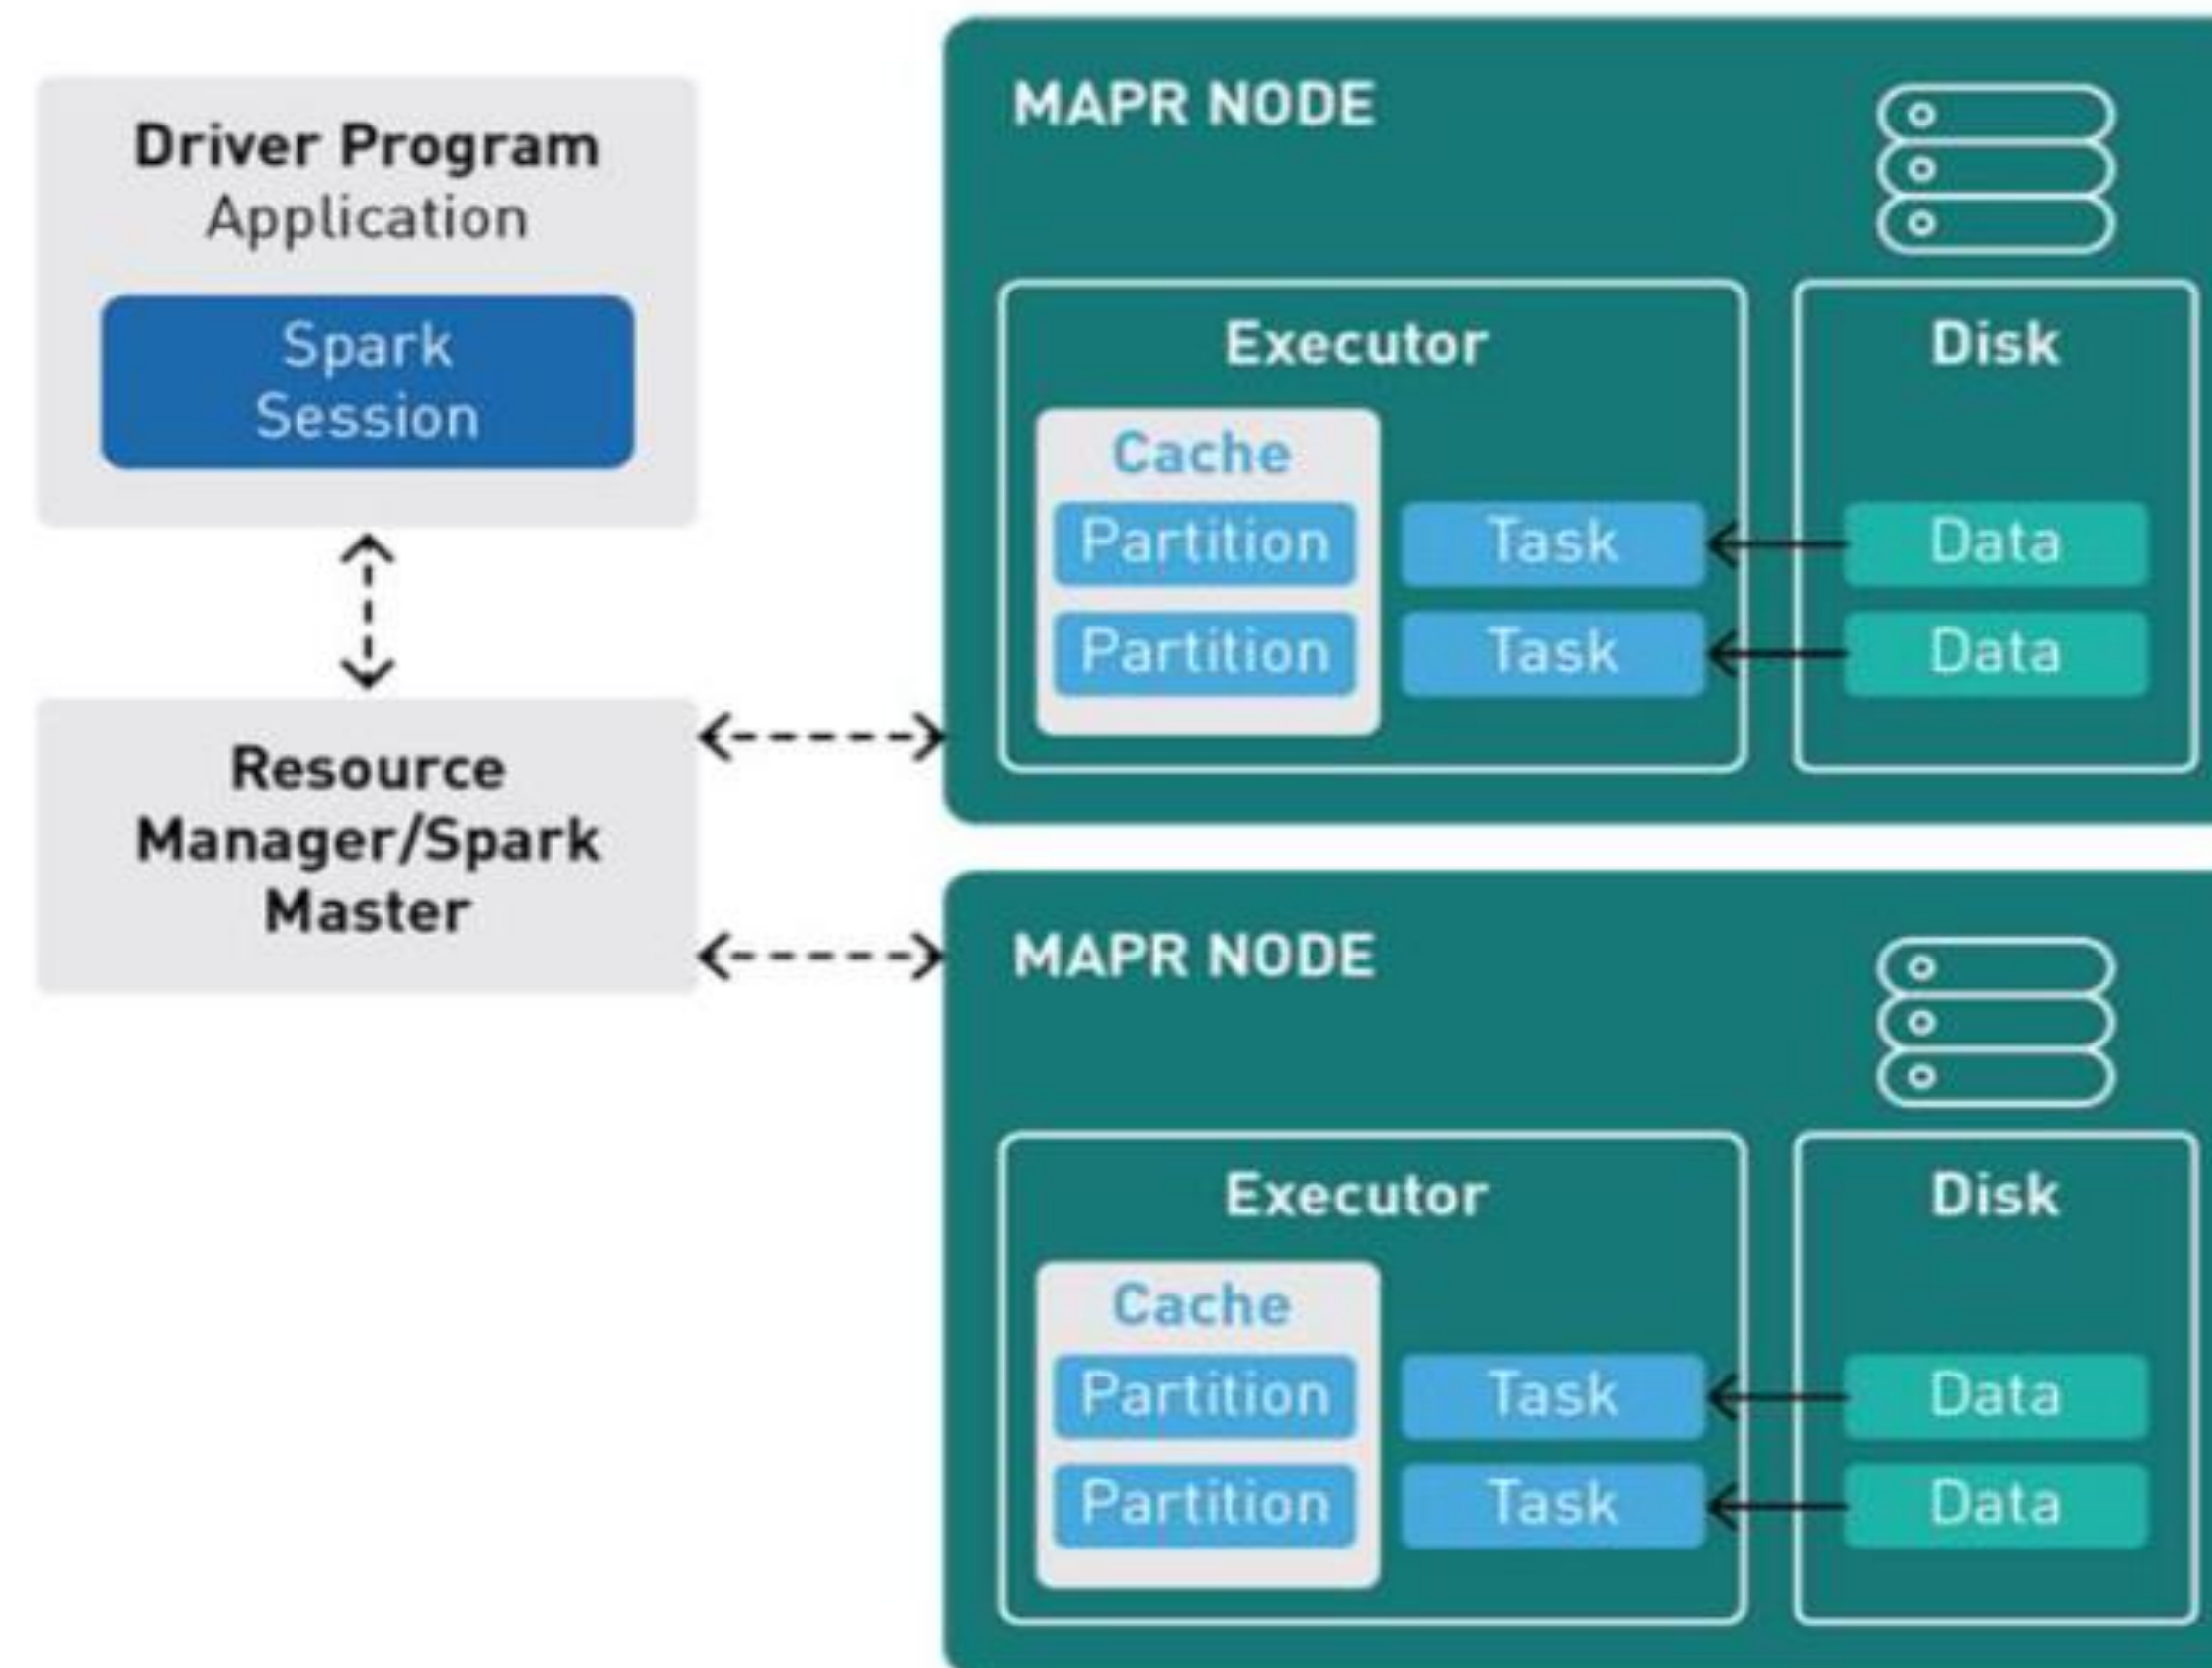 Driver Program
Application
Spark
Session
Resource
Manager/Spark
Master
MAPR NODE
Executor
Disk
Cache
Partition
Task
Data
Partition
Task
Data
MAPR NODE
Executor
Disk
Cache
Partition
Task
Data
Partition
Task
Data